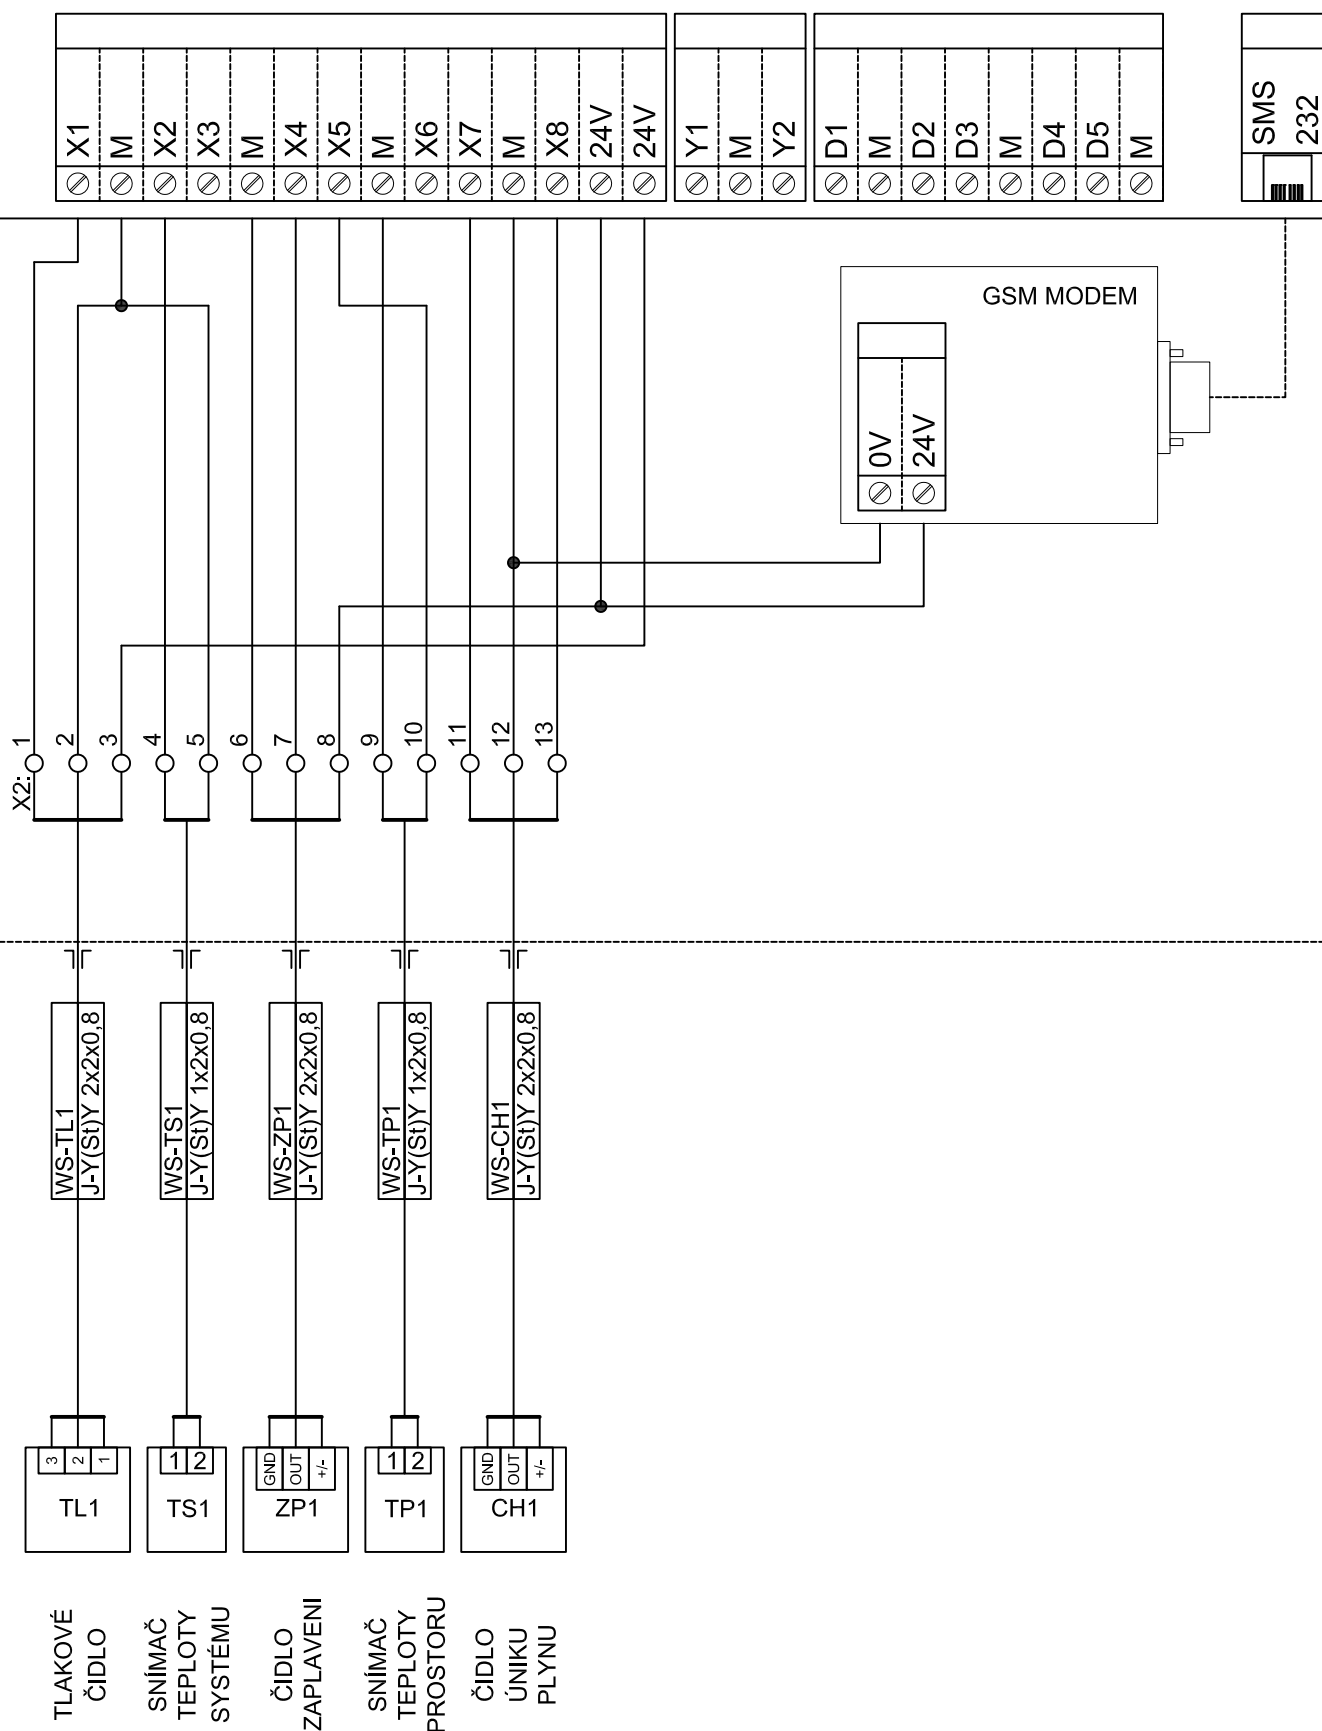 X1
M
X2
X3
M
X4
X5
M
X6
X7
M
X8
24V
24V
Y1
M
Y2
D1
M
D2
D3
M
D4
D5
M
SMS
232
GSM MODEM
0V
24V
X2:
1
2
3
4
5
6
7
8
9
10
11
12
13
WS-TL1
J-Y(St)Y 2x2x0,8
WS-TS1
J-Y(St)Y 1x2x0,8
WS-ZP1
J-Y(St)Y 2x2x0,8
WS-TP1
J-Y(St)Y 1x2x0,8
WS-CH1
J-Y(St)Y 2x2x0,8
3
2
1
TL1
1
2
TS1
GND
OUT
+/-
ZP1
1
2
TP1
GND
OUT
+/-
CH1
TLAKOVÉ
ČIDLO
SNÍMAČ
TEPLOTY
SYSTÉMU
ČIDLO
ZAPLAVENI
SNÍMAČ
TEPLOTY
PROSTORU
ČIDLO
ÚNIKU
PLYNU